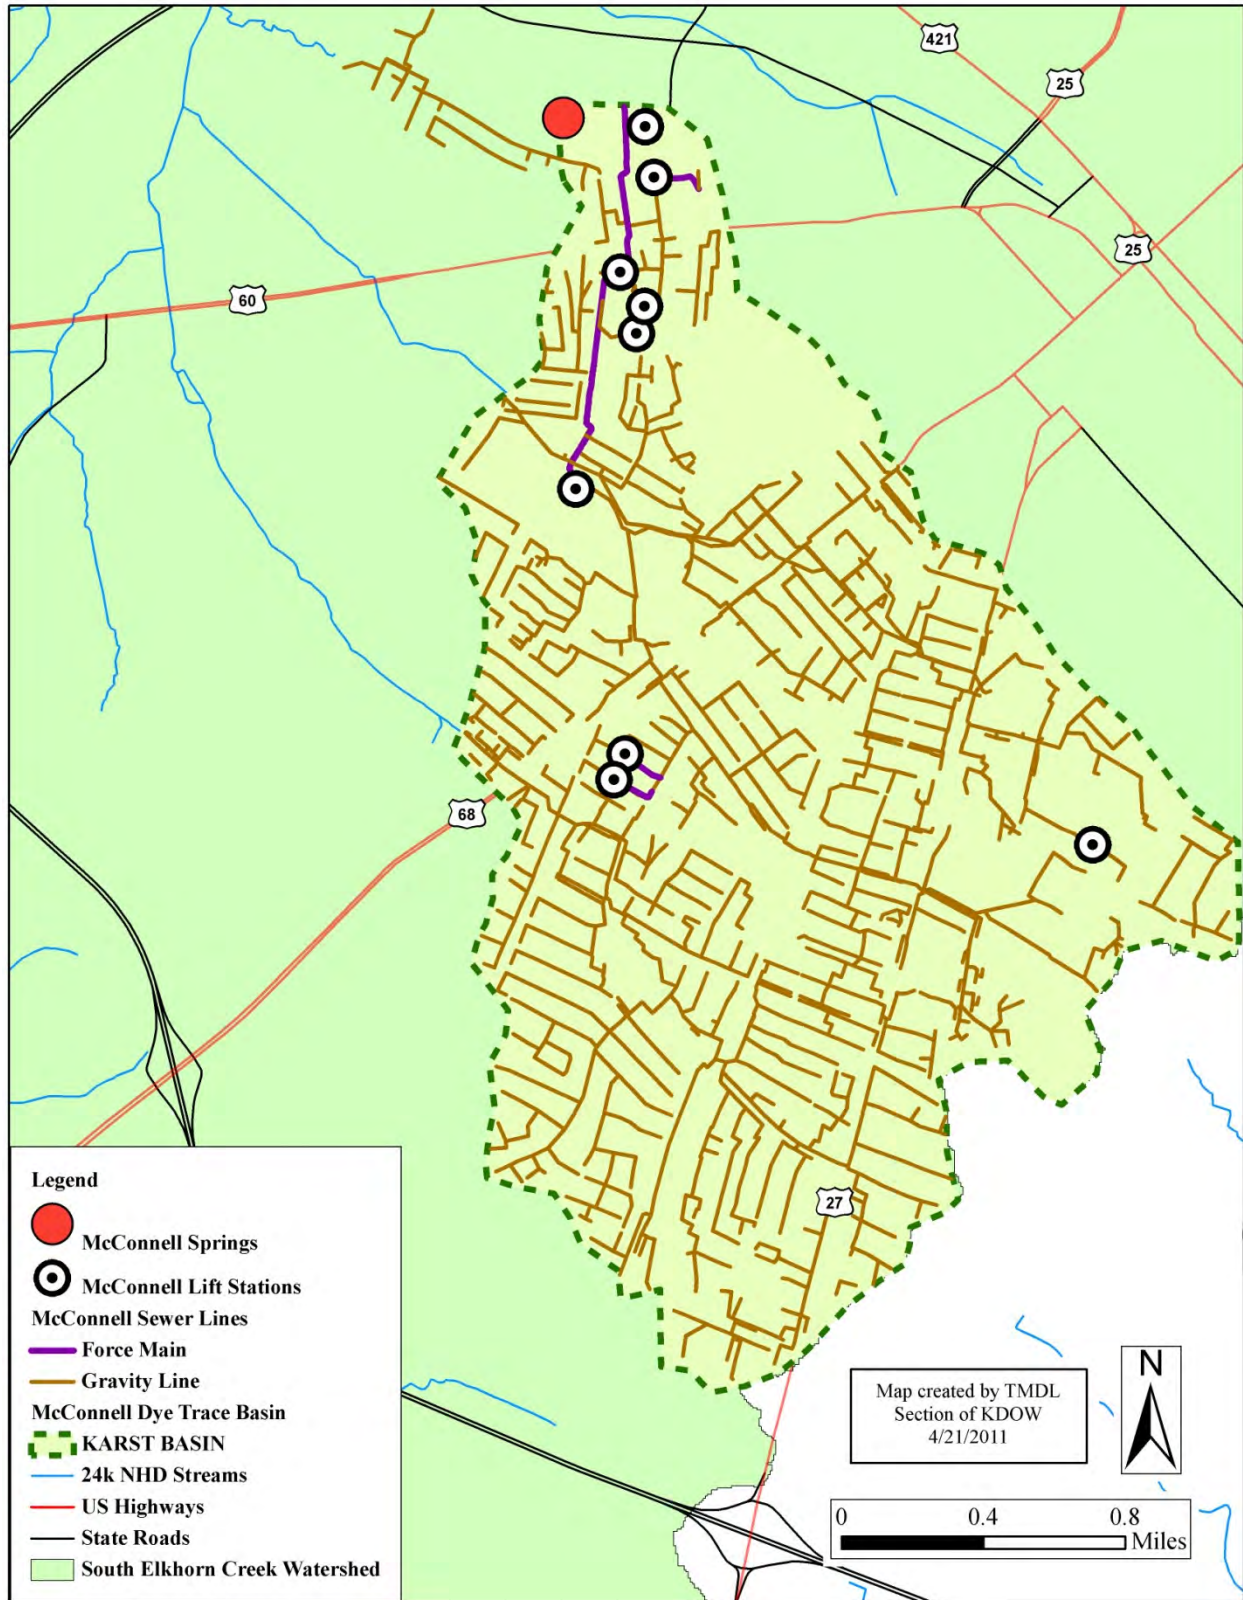 421
25
25
60
68
27
Legend
McConnell Springs
McConnell Lift Stations
McConnell Sewer Lines
Force Main
Gravity Line
McConnell Dye Trace Basin
KARST BASIN
24k NHD Streams
US Highways
State Roads
South Elkhorn Creek Watershed
Map created by TMDL
Section of KDOW
4/21/2011
N
0 0.4 0.8
Miles